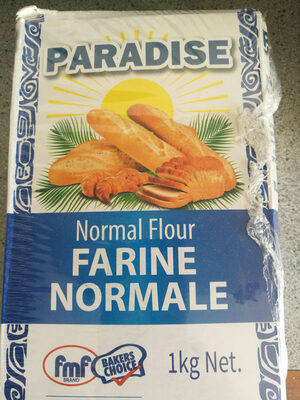 PARADISE
Normal Flour
FARINE
NORMALE
fmf
BRAND
BAKERS
CHOICE
1kg Net.